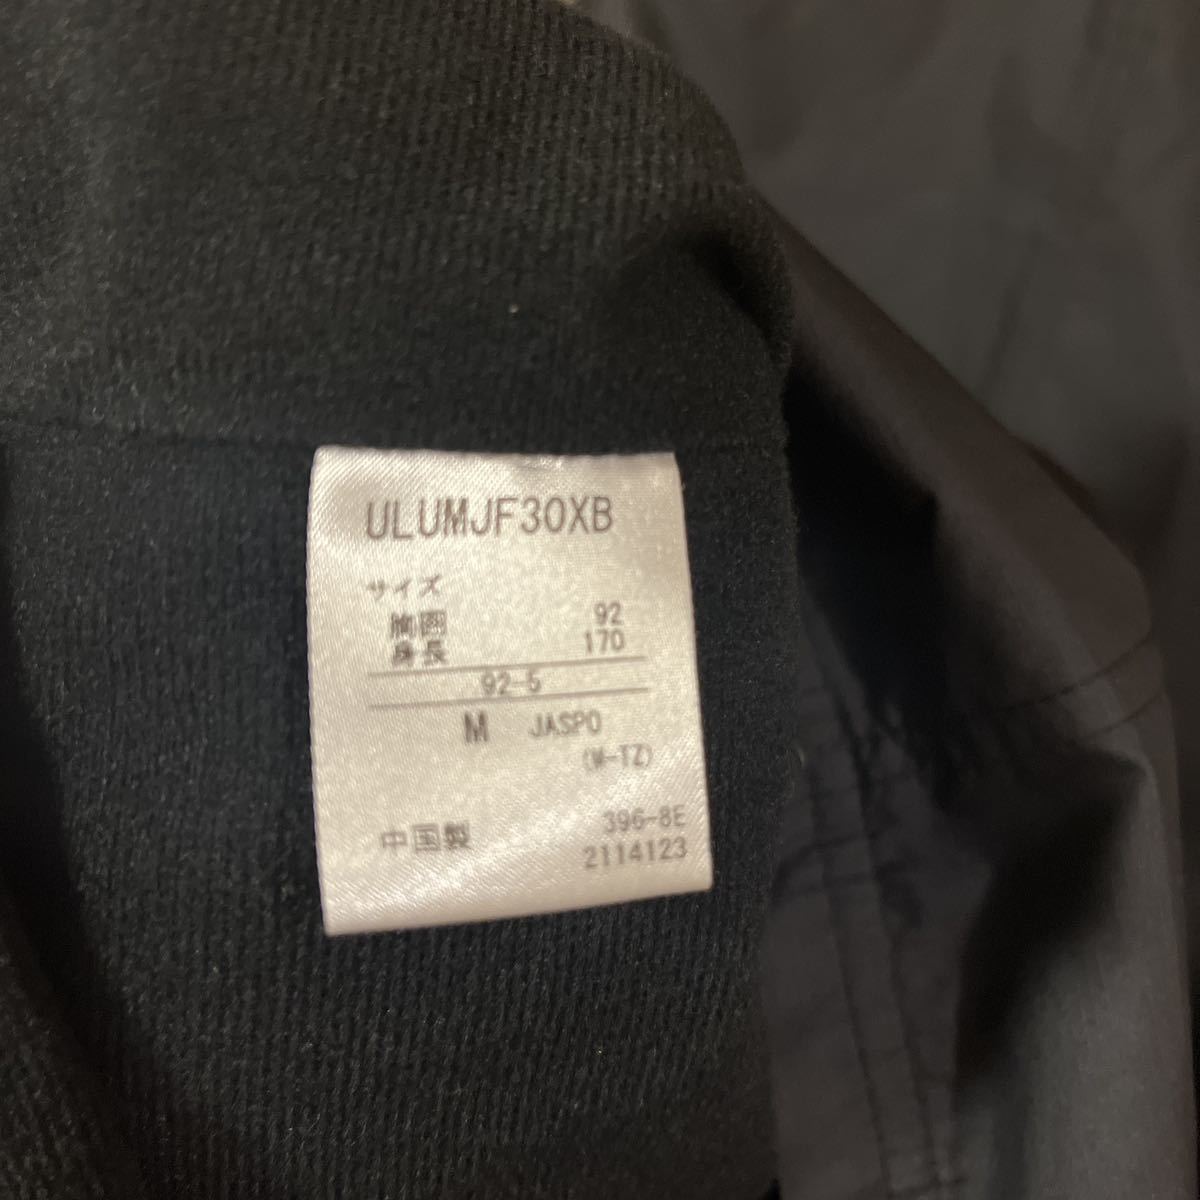 ULUMJF30XB
サイズ
胸囲 92
身長 170
92-5
M JASPO
(M-TZ)
中国製 396-8E
2114123